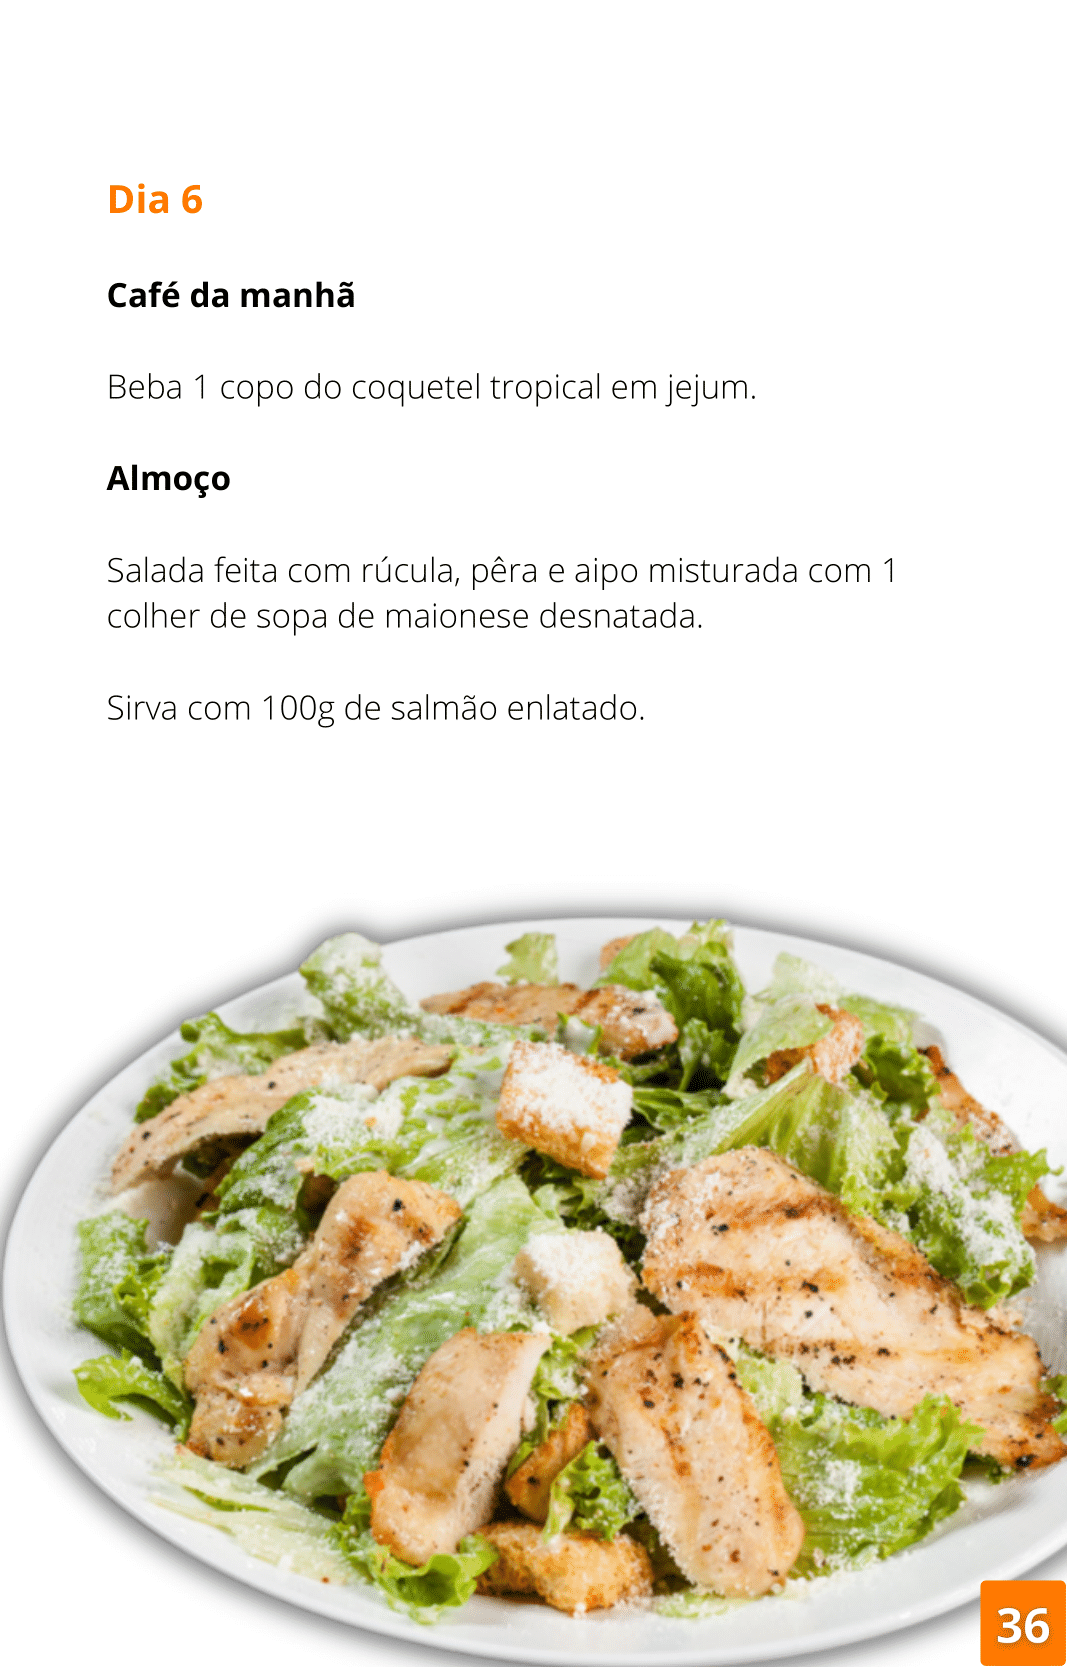 Dia 6
Café da manhã
Beba 1 copo do coquetel tropical em jejum.
Almoço
Salada feita com rúcula, pêra e aipo misturada com 1
colher de sopa de maionese desnatada.
Sirva com 100g de salmão enlatado.
36